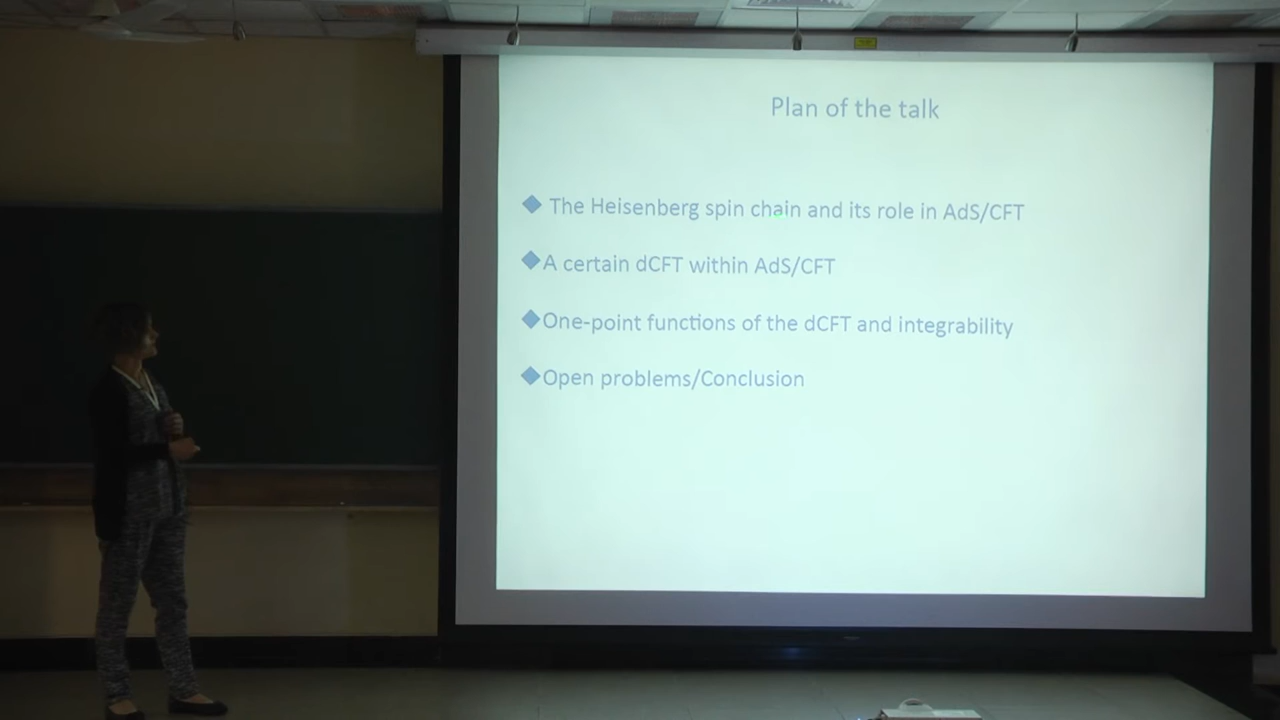 Plan of the talk
The Heisenberg spin chain and its role in AdS/CFT
A certain dCFT within AdS/CFT
One-point functions of the dCFT and integrability
Open problems/Conclusion